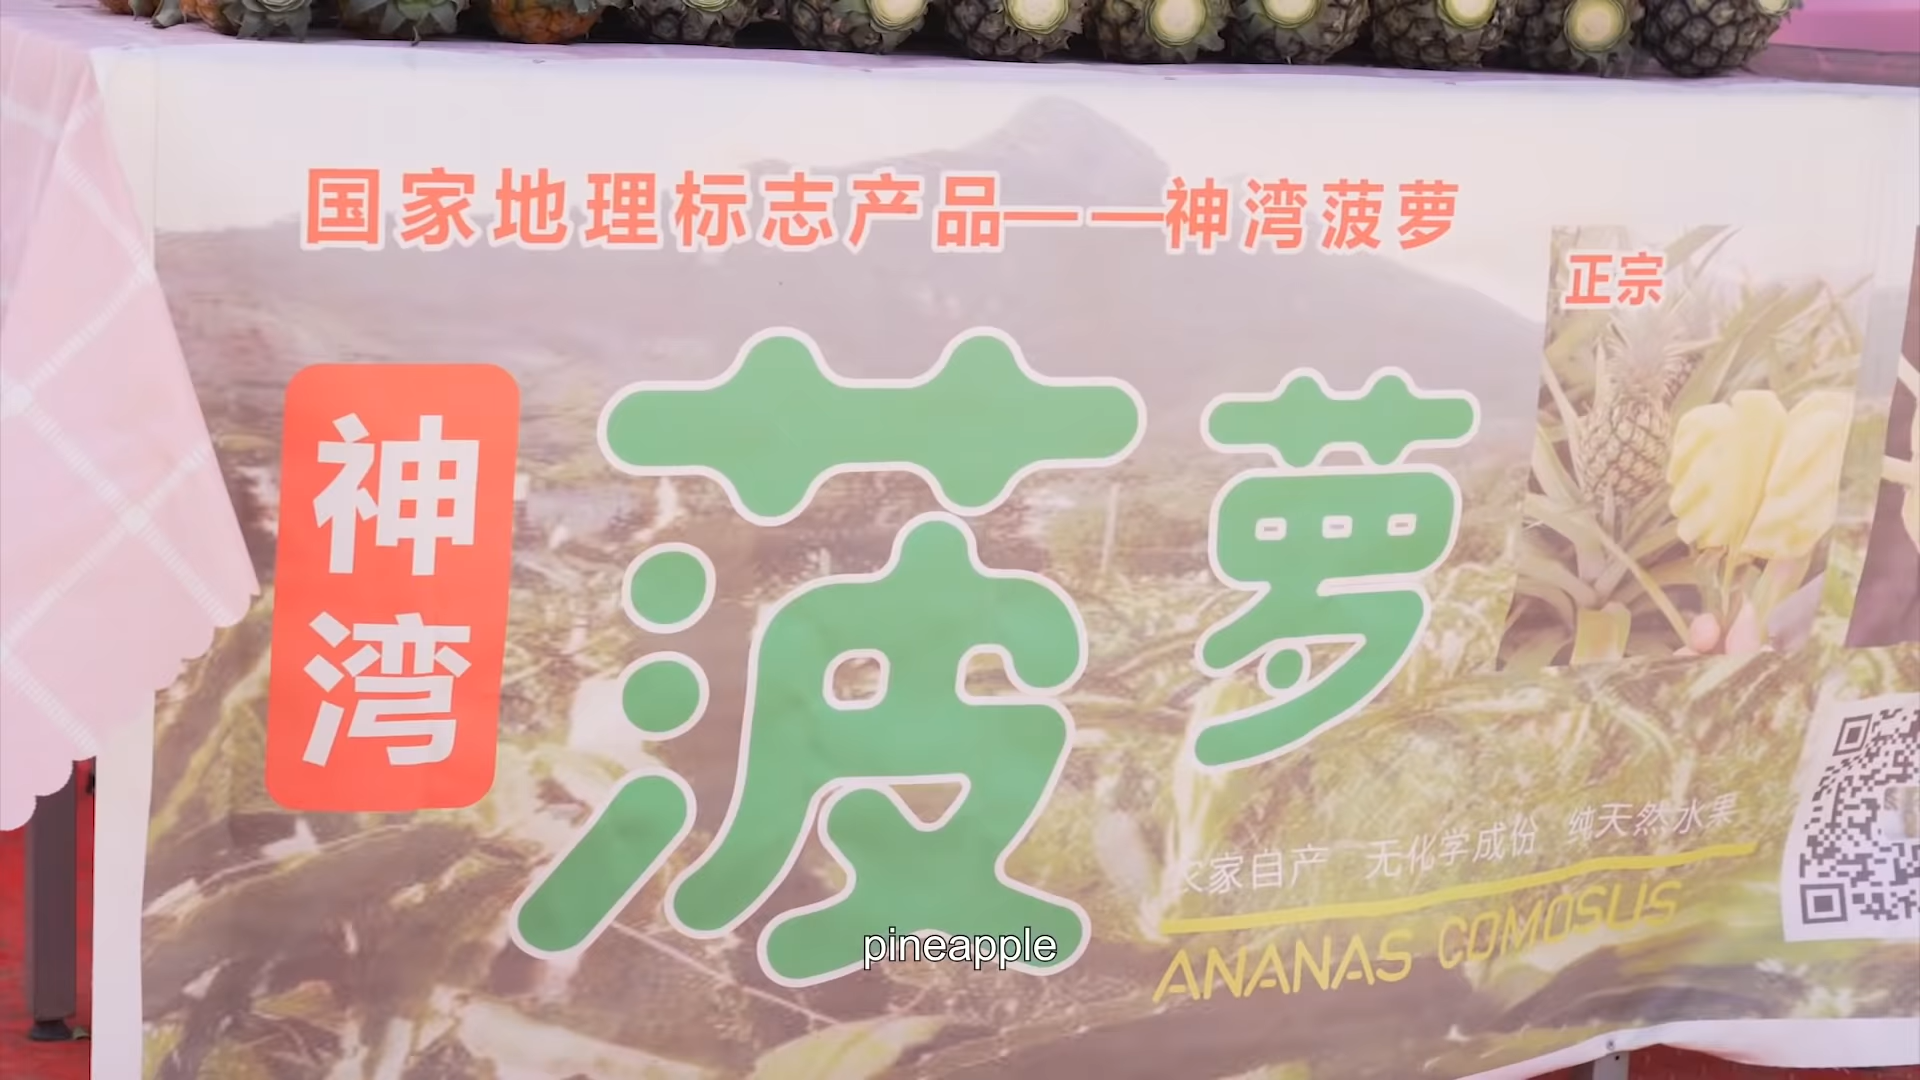 国家地理标志产品——神湾菠萝
正宗
神湾
菠萝
农家自产 无化学成份 纯天然水果
ANANAS COMOSUS
pineapple